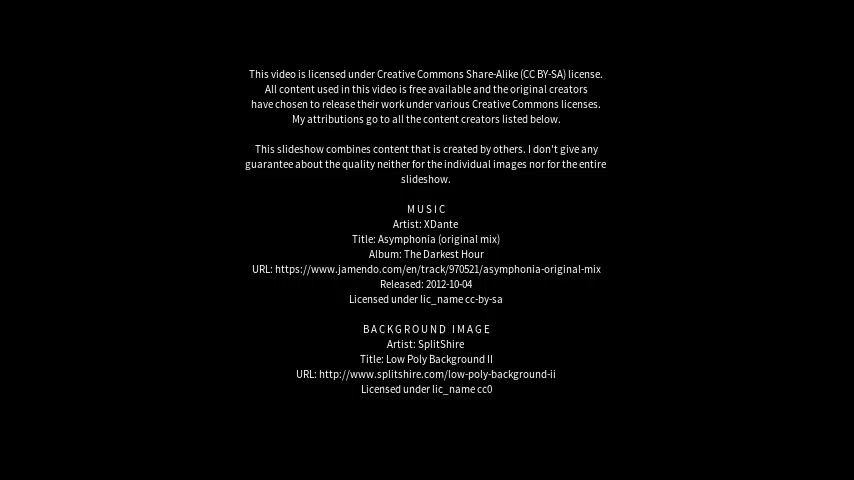 This video is licensed under Creative Commons Share-Alike (CC BY-SA) license.
All content used in this video is free available and the original creators
have chosen to release their work under various Creative Commons licenses.
My attributions go to all the content creators listed below.
This slideshow combines content that is created by others. I don't give any
guarantee about the quality neither for the individual images nor for the entire
slideshow.
MUSIC
Artist: XDante
Title: Asymphonia (original mix)
Album: The Darkest Hour
URL: https://www.jamendo.com/en/track/970521/asymphonia-original-mix
Released: 2012-10-04
Licensed under lic_name cc-by-sa
BACKGROUND IMAGE
Artist: SplitShire
Title: Low Poly Background II
URL: http://www.splitshire.com/low-poly-background-ii
Licensed under lic_name cc0